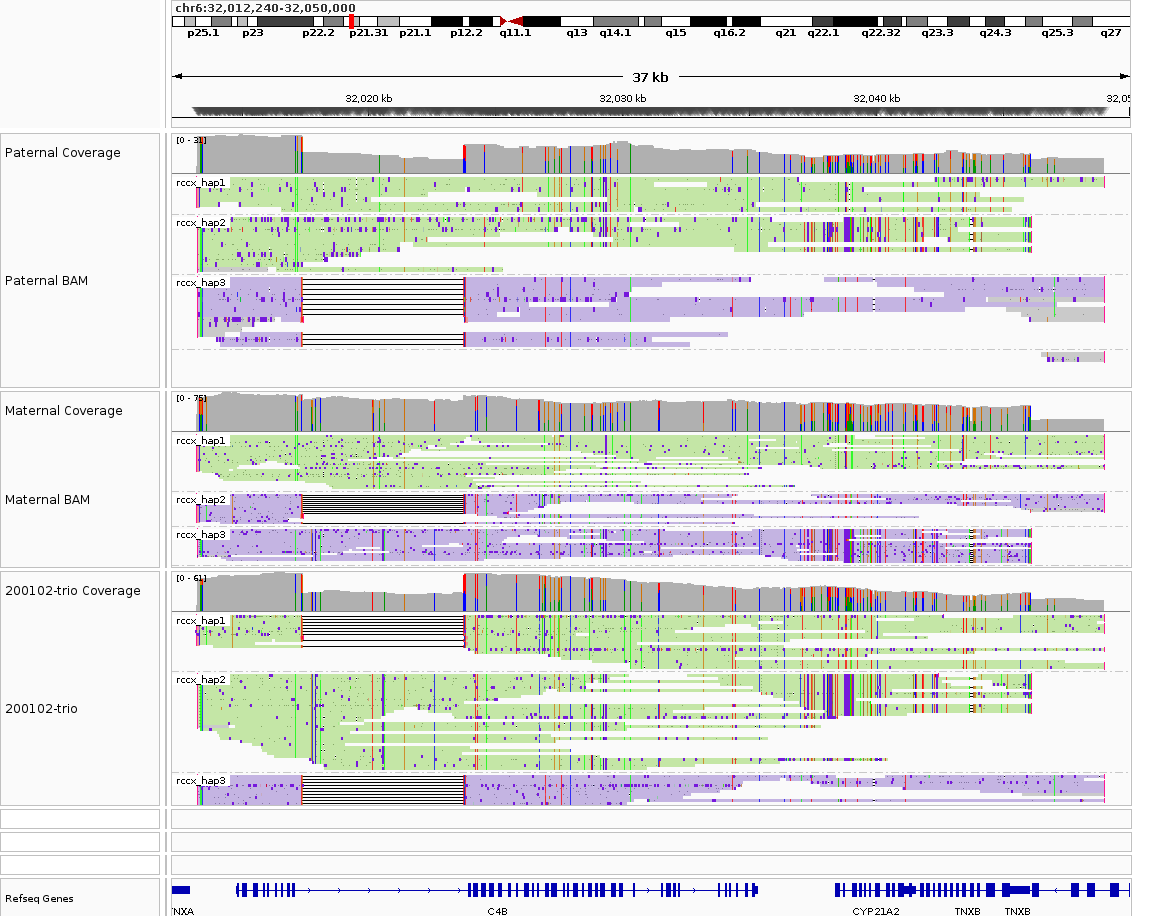 chr6:32,012,240-32,050,000
p25.1 p23 p22.2 p21.31 p21.1 p12.2 q11.1 q13 q14.1 q15 q16.2 q21 q22.1 q22.32 q23.3 q24.3 q25.3 q27
37 kb
32,020 kb 32,030 kb 32,040 kb 32,05
Paternal Coverage
[0 - 31]
rccx_hap1
rccx_hap2
Paternal BAM
rccx_hap3
Maternal Coverage
[0 - 75]
rccx_hap1
Maternal BAM
rccx_hap2
rccx_hap3
200102-trio Coverage
[0 - 61]
rccx_hap1
rccx_hap2
200102-trio
rccx_hap3
Refseq Genes
NXA C4B CYP21A2 TNXB TNXB